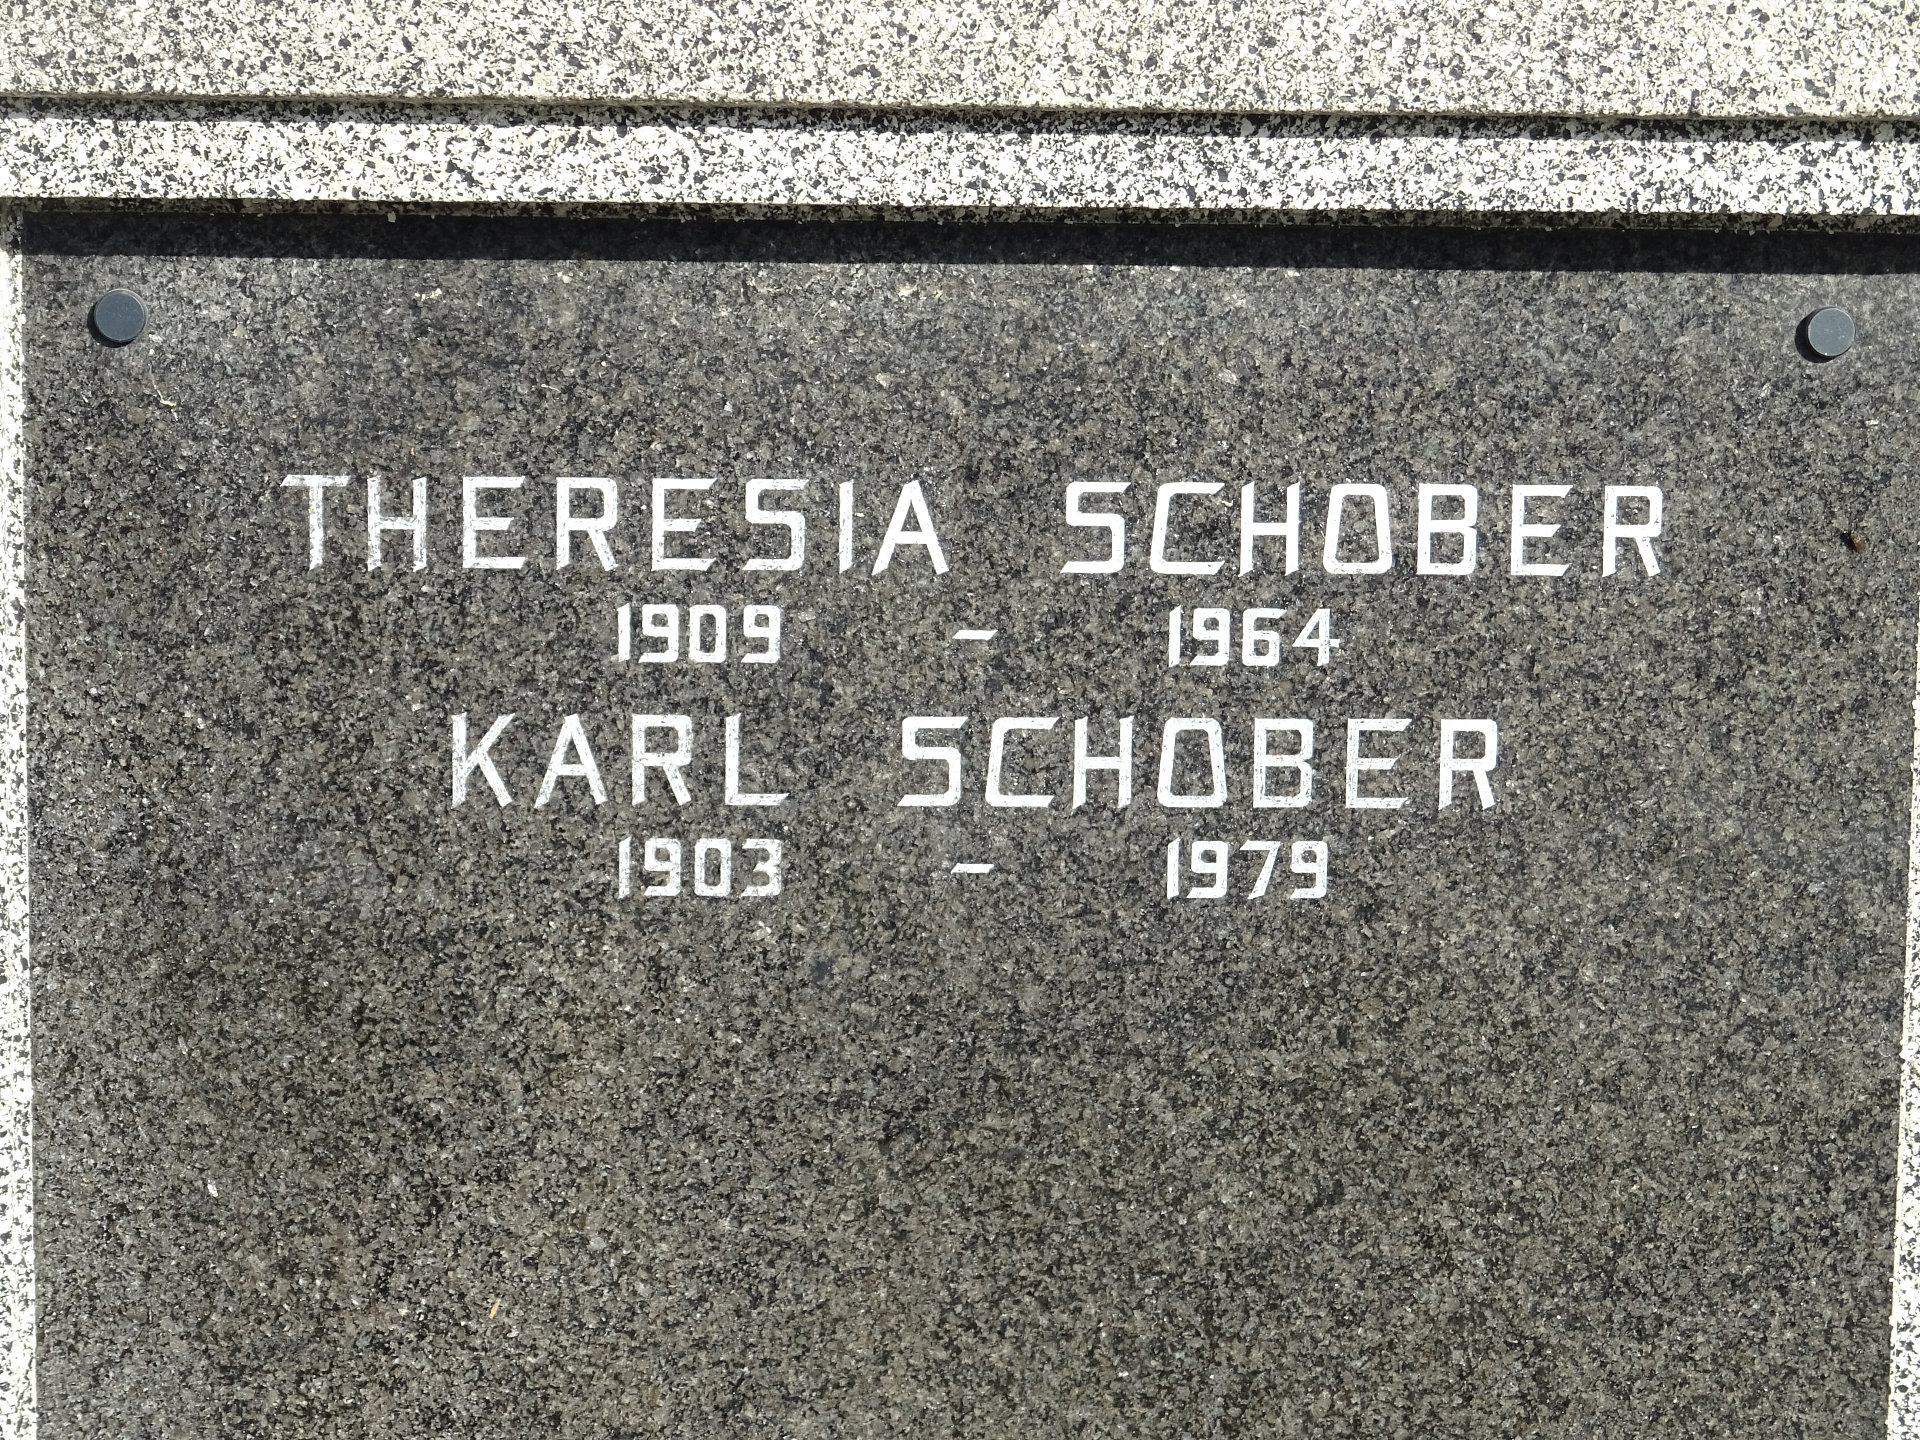 THERESIA SCHOBER
1909 - 1964
KARL SCHOBER
1903 - 1979